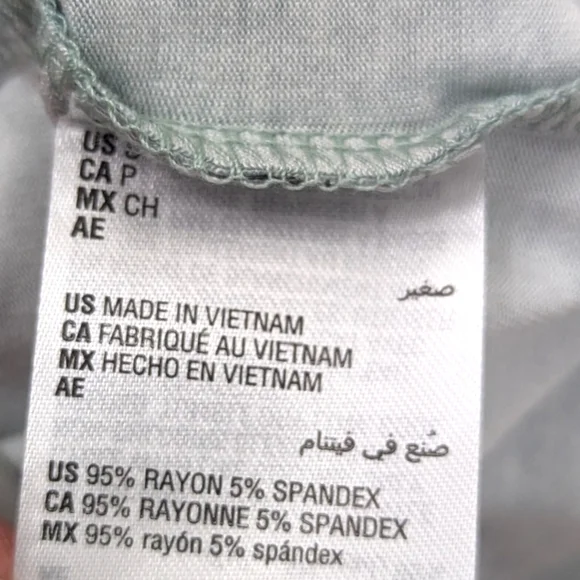 US S
CA P
MX CH
AE
صغير
US MADE IN VIETNAM
CA FABRIQUÉ AU VIETNAM
MX HECHO EN VIETNAM
AE
صُنع في فيتنام
US 95% RAYON 5% SPANDEX
CA 95% RAYONNE 5% SPANDEX
MX 95% rayón 5% spándex